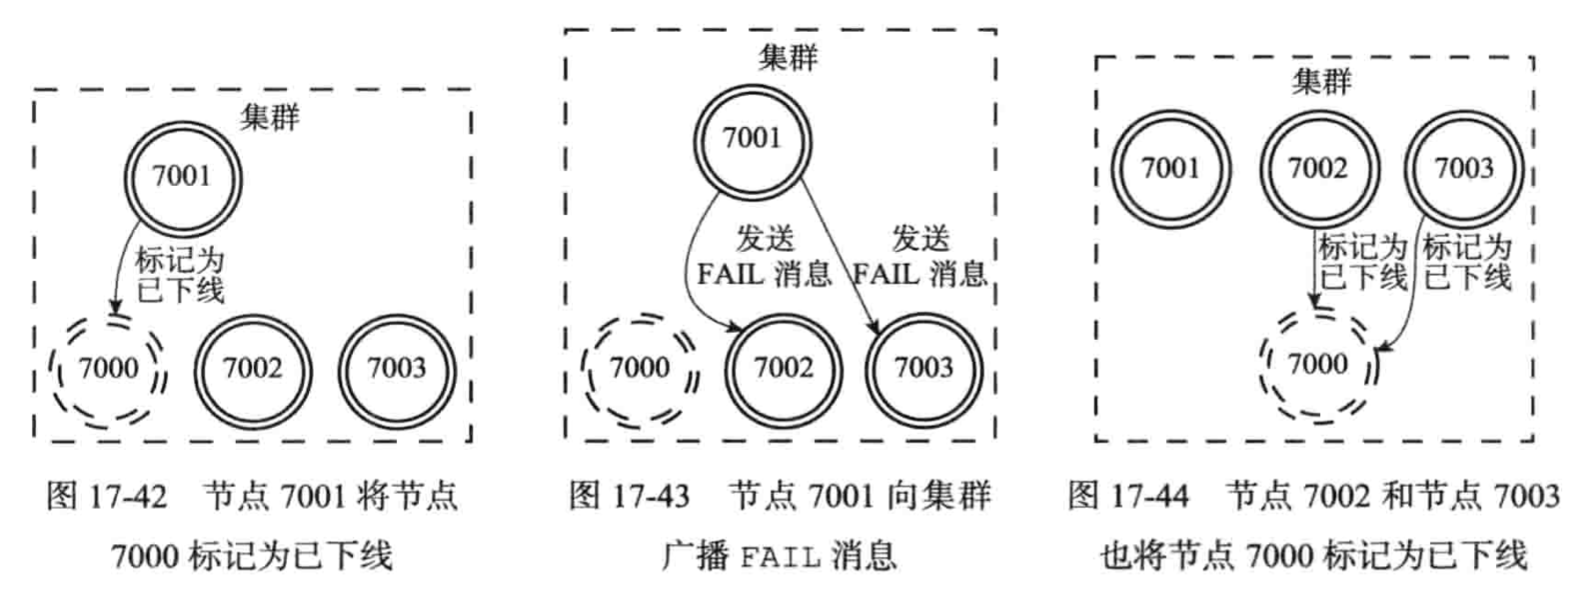 集群
7001
标记为
已下线
7000
7002
7003
图 17-42 节点 7001 将节点
7000 标记为已下线
集群
7001
发送
FAIL 消息
发送
FAIL 消息
7000
7002
7003
图 17-43 节点 7001 向集群
广播 FAIL 消息
集群
7001
7002
7003
标记为
已下线
标记为
已下线
7000
图 17-44 节点 7002 和节点 7003
也将节点 7000 标记为已下线